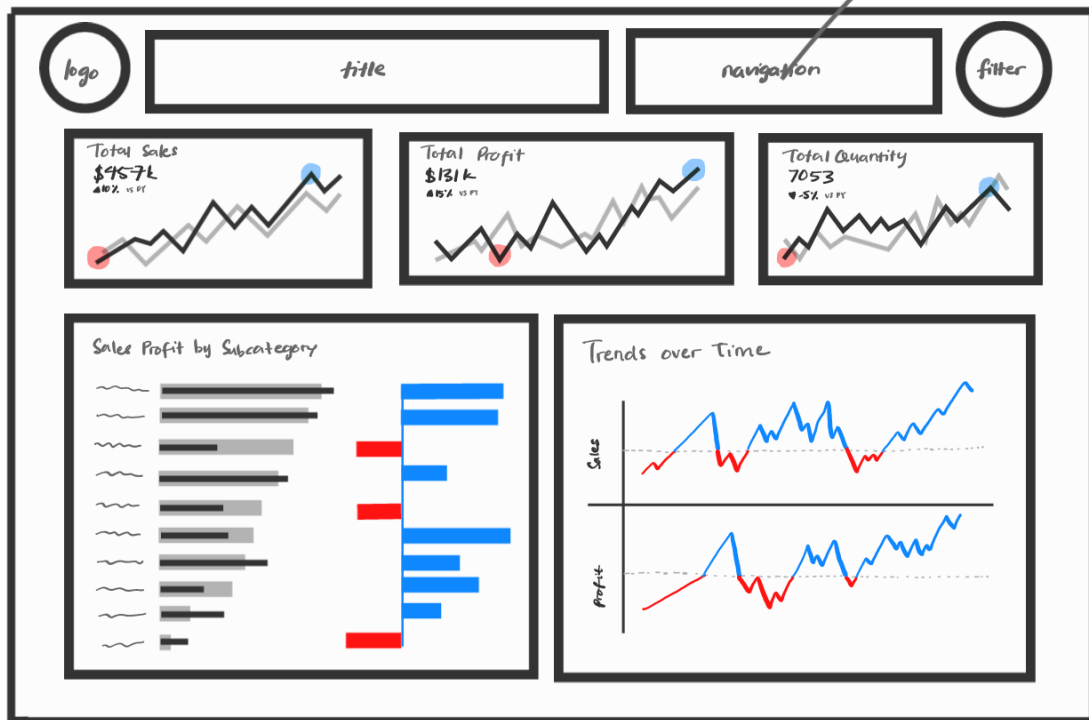 logo
title
navigation
filter
Total Sales
$457k
▲10% vs PY
Total Profit
$131k
▲15% vs PY
Total Quantity
7053
▼-5% vs PY
Sales Profit by Subcategory
Trends over Time
Sales
Profit